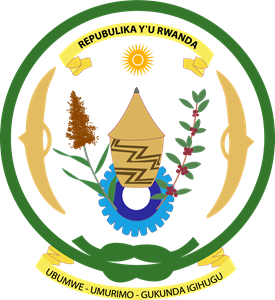 REPUBULIKA Y'U RWANDA
UBUMWE - UMURIMO - GUKUNDA IGIHUGU